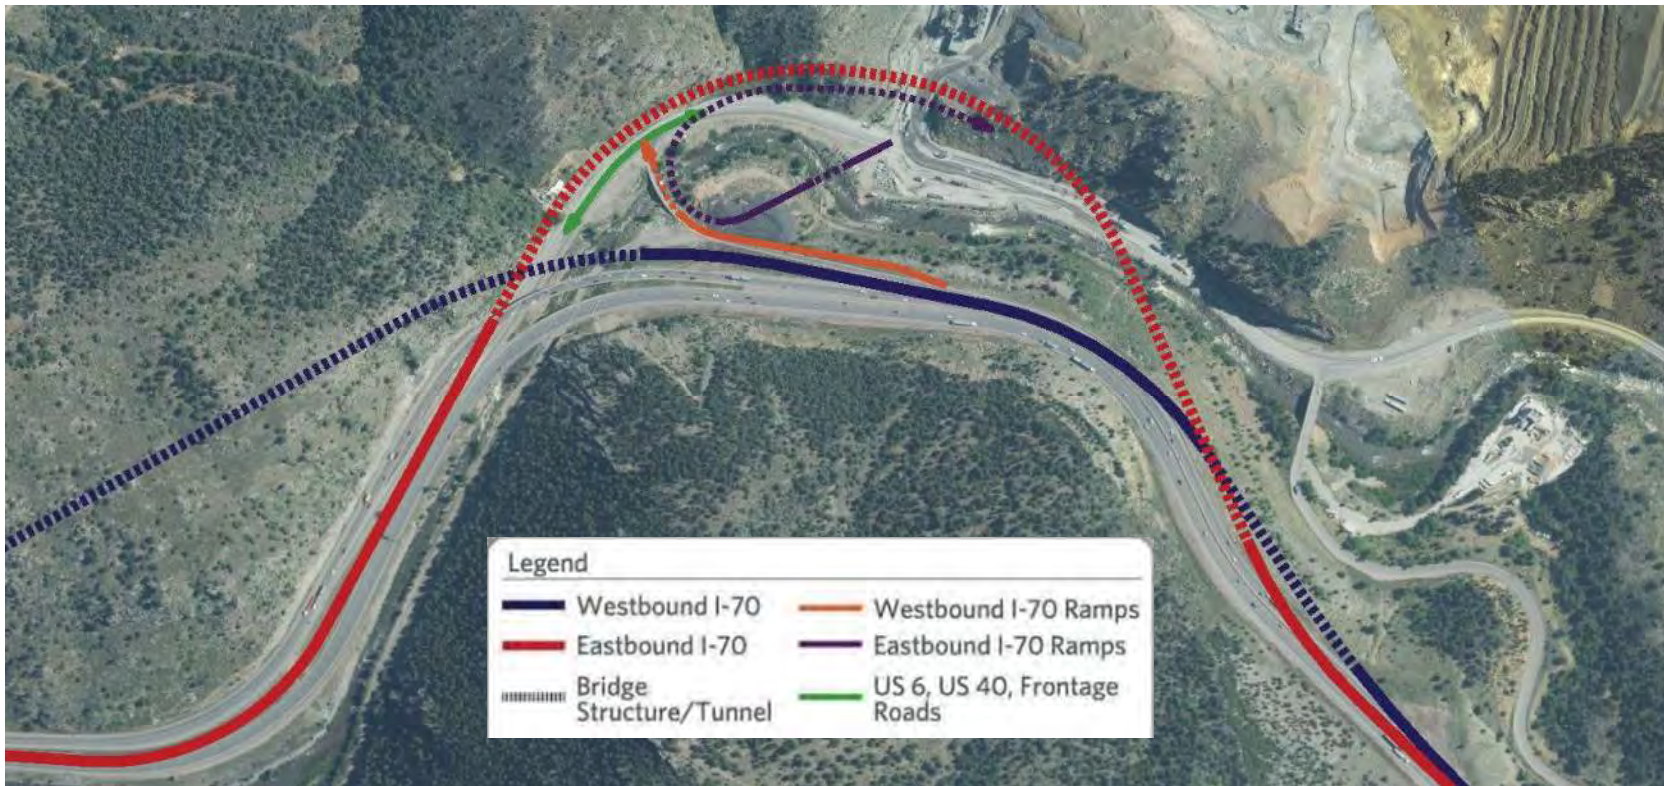 Legend
Westbound I-70
Eastbound I-70
Bridge
Structure/Tunnel
Westbound I-70 Ramps
Eastbound I-70 Ramps
US 6, US 40, Frontage
Roads